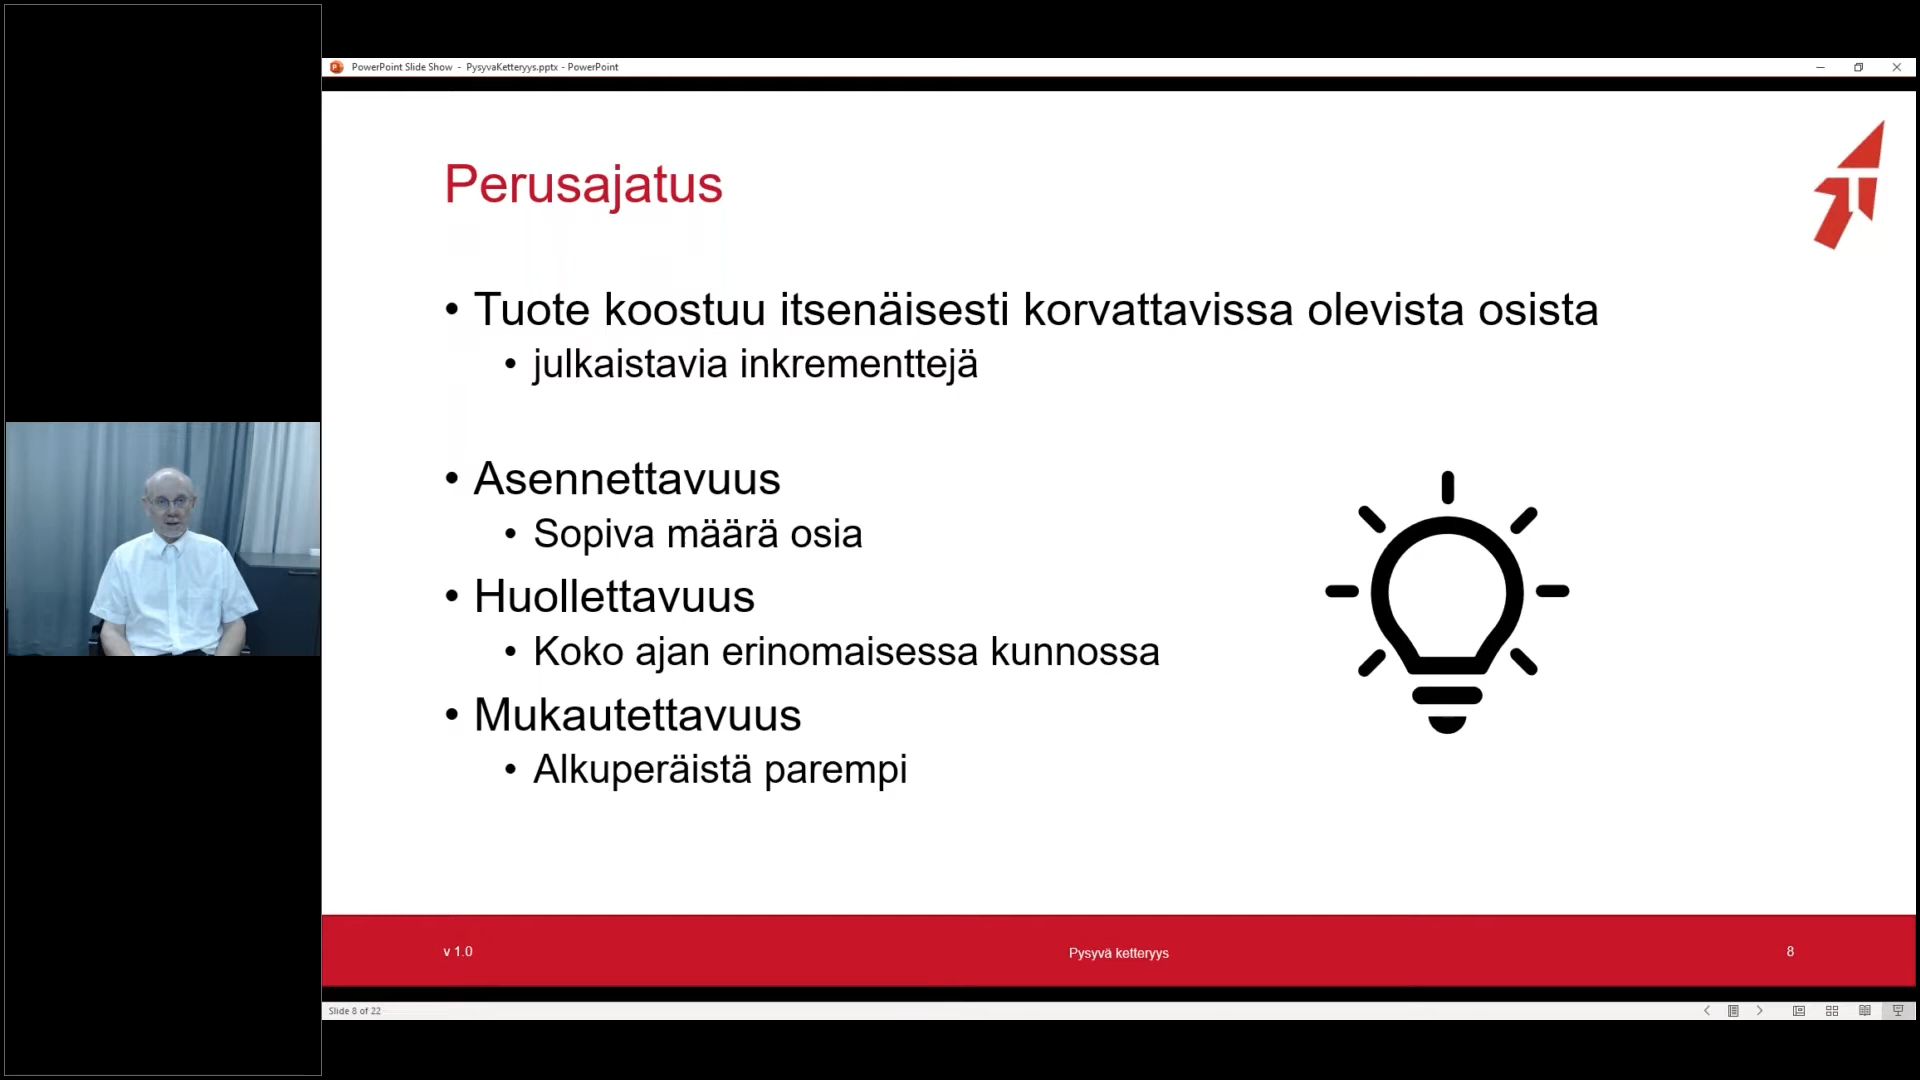 PowerPoint Slide Show - PysyvaKetteryys.pptx - PowerPoint
Perusajatus
• Tuote koostuu itsenäisesti korvattavissa olevista osista
• julkaistavia inkrementtejä
• Asennettavuus
• Sopiva määrä osia
• Huollettavuus
• Koko ajan erinomaisessa kunnossa
• Mukautettavuus
• Alkuperäistä parempi
v 1.0
Pysyvä ketteryys
8
Slide 8 of 22